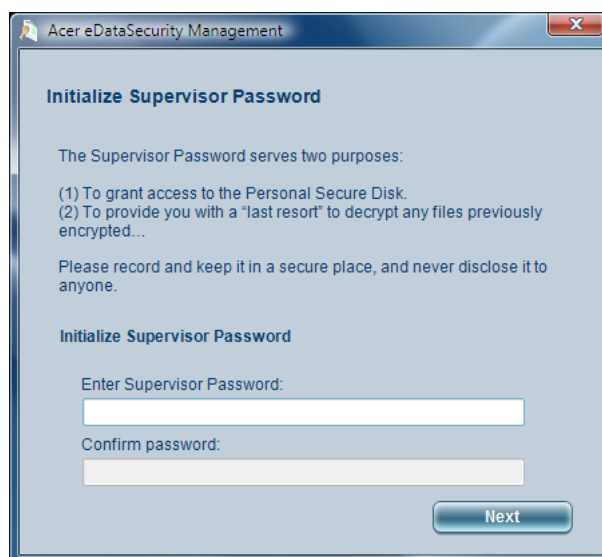 Acer eDataSecurity Management
Initialize Supervisor Password
The Supervisor Password serves two purposes:
(1) To grant access to the Personal Secure Disk.
(2) To provide you with a “last resort” to decrypt any files previously
encrypted...
Please record and keep it in a secure place, and never disclose it to
anyone.
Initialize Supervisor Password
Enter Supervisor Password:
Confirm password:
Next